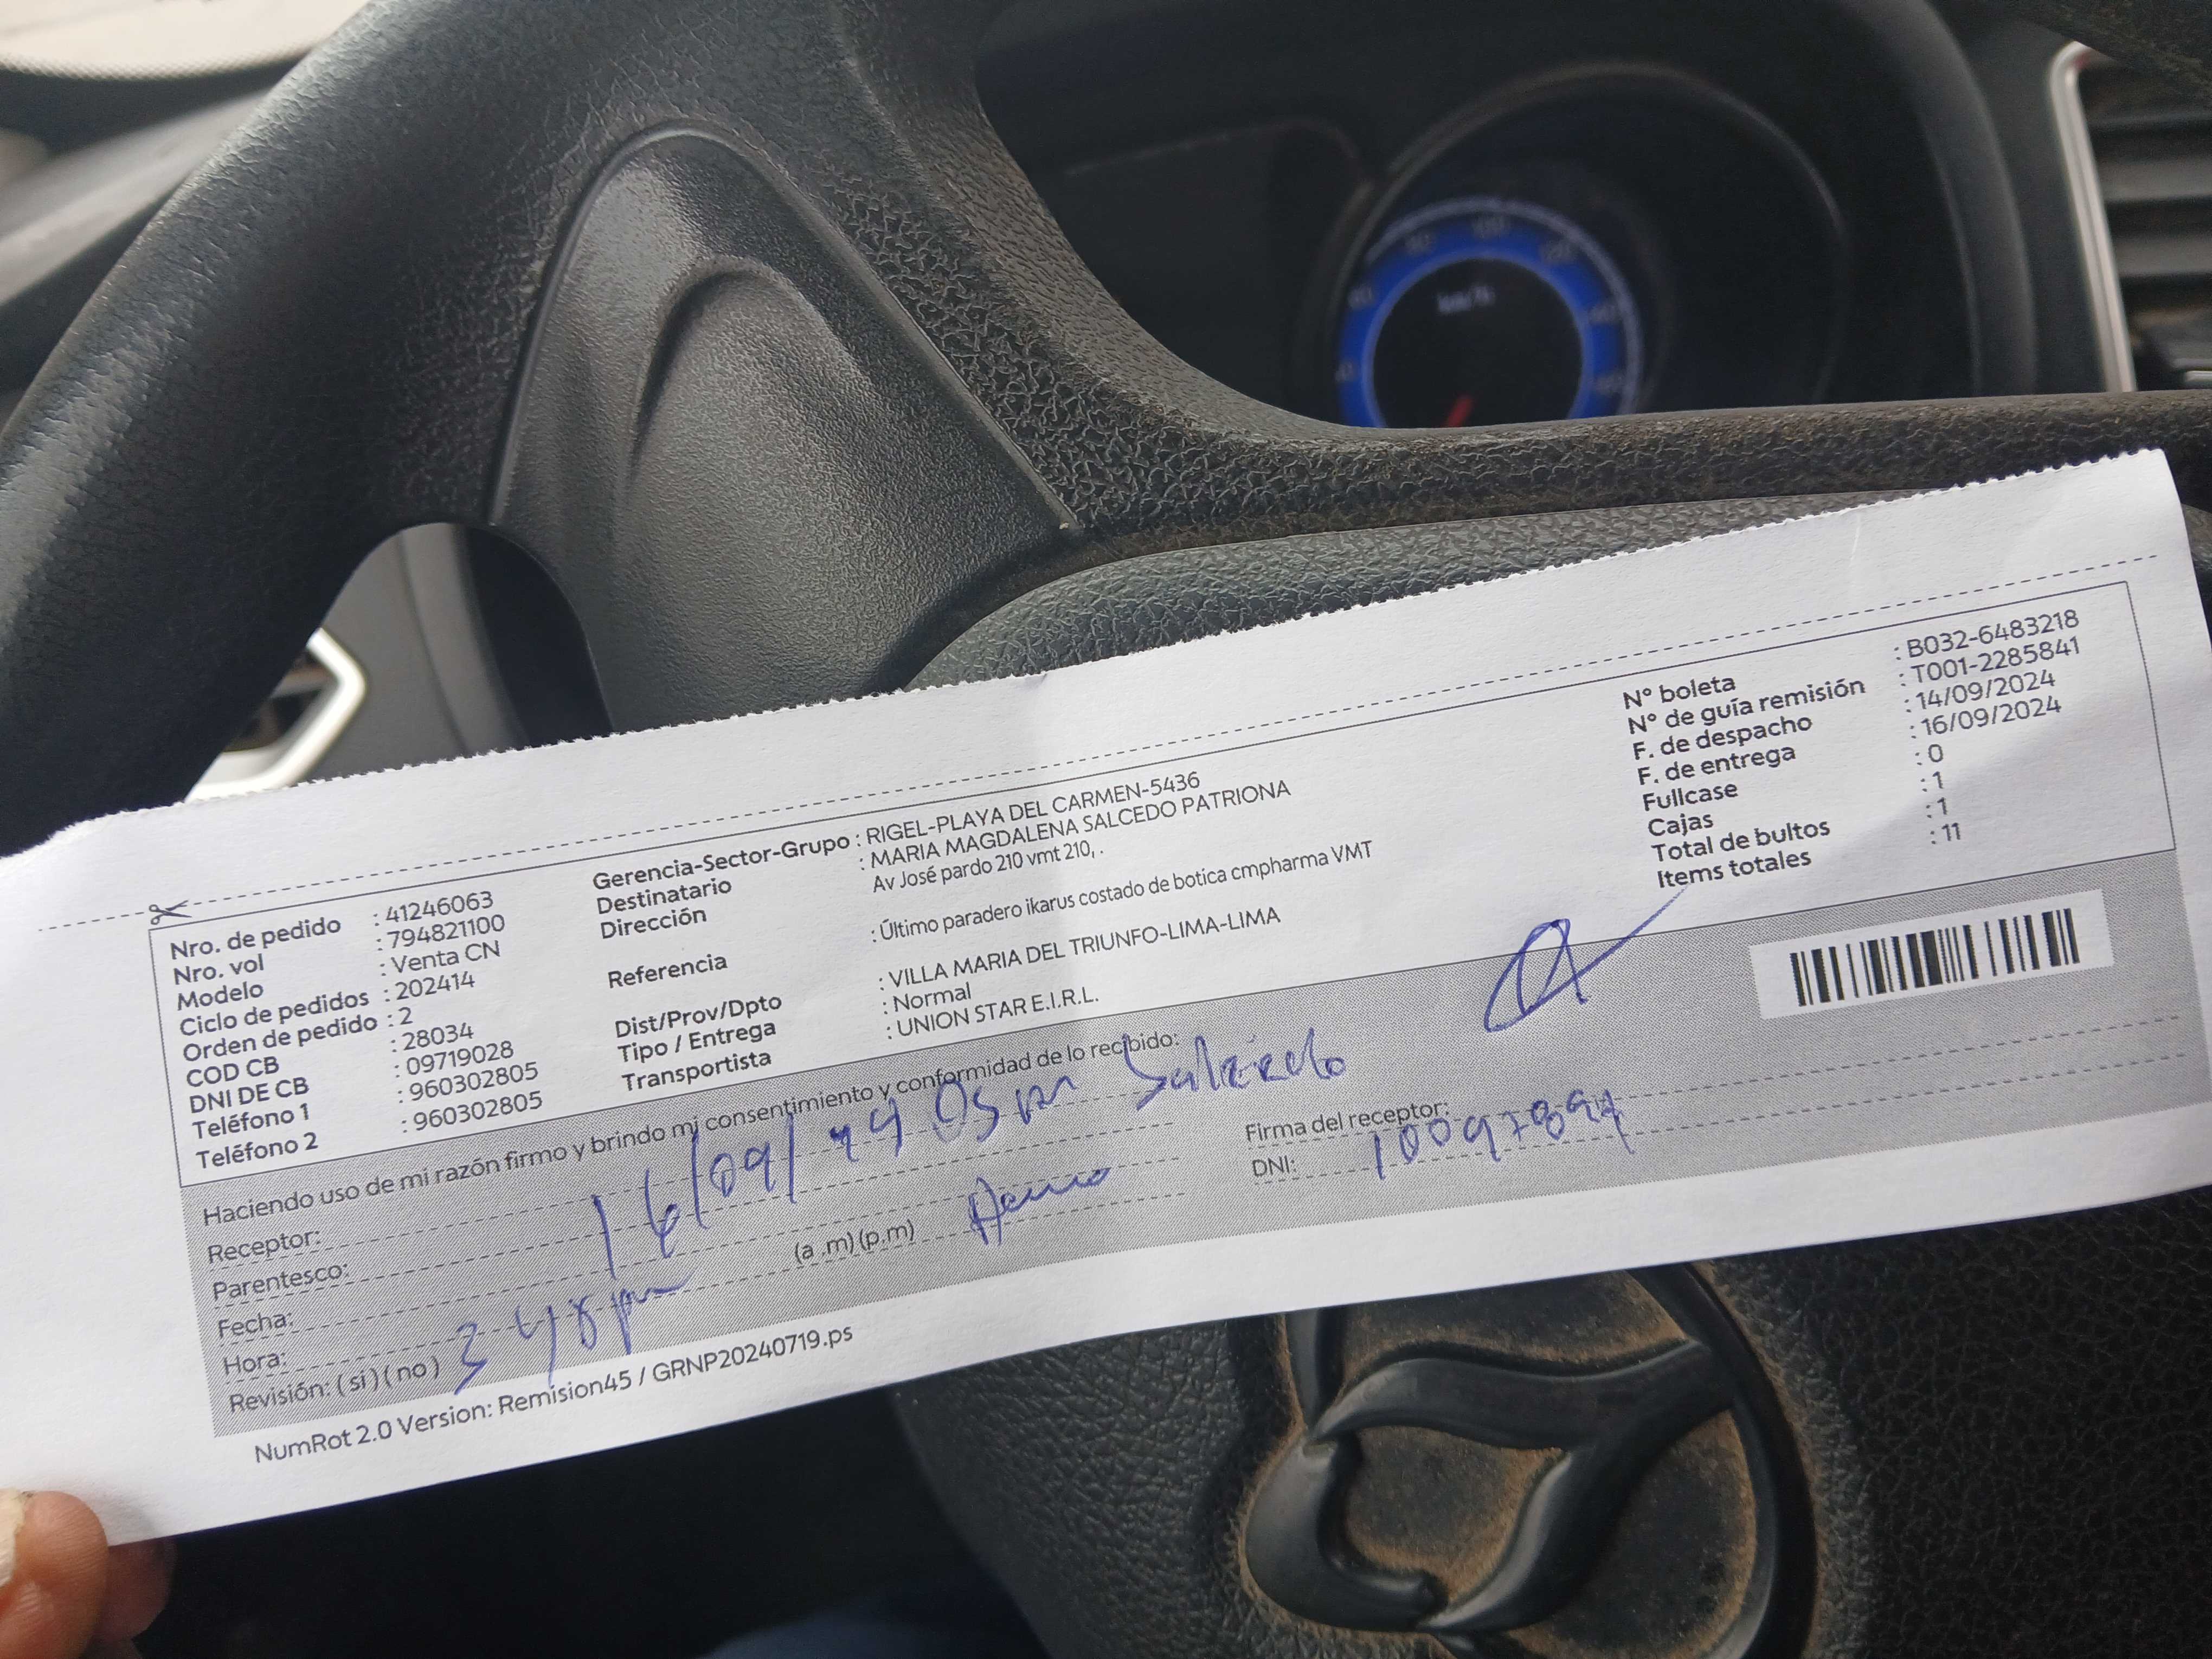 Nro. de pedido : 41246063
Nro. vol : 794821100
Modelo : Venta CN
Ciclo de pedidos : 202414
Orden de pedido : 2
COD CB : 28034
DNI DE CB : 09719028
Teléfono 1 : 960302805
Teléfono 2 : 960302805
Gerencia-Sector-Grupo : RIGEL-PLAYA DEL CARMEN-5436
Destinatario : MARIA MAGDALENA SALCEDO PATRIONA
Dirección Av José pardo 210 vmt 210, .
Referencia : Último paradero ikarus costado de botica cmpharma VMT
Dist/Prov/Dpto : VILLA MARIA DEL TRIUNFO-LIMA-LIMA
Tipo / Entrega : Normal
Transportista : UNION STAR E.I.R.L.
N° boleta : B032-6483218
N° de guía remisión : T001-2285841
F. de despacho : 14/09/2024
F. de entrega : 16/09/2024
Fullcase : 0
Cajas : 1
Total de bultos : 1
Items totales : 11
Haciendo uso de mi razón firmo y brindo mi consentimiento y conformidad de lo recibido:
Receptor:
Parentesco:
Fecha: 16/09/24
Hora: (a .m) (p.m)
Revisión: ( si ) ( no ) 3 48 pm
Firma del receptor:
DNI:
NumRot 2.0 Version: Remision45 / GRNP20240719.ps
km/h